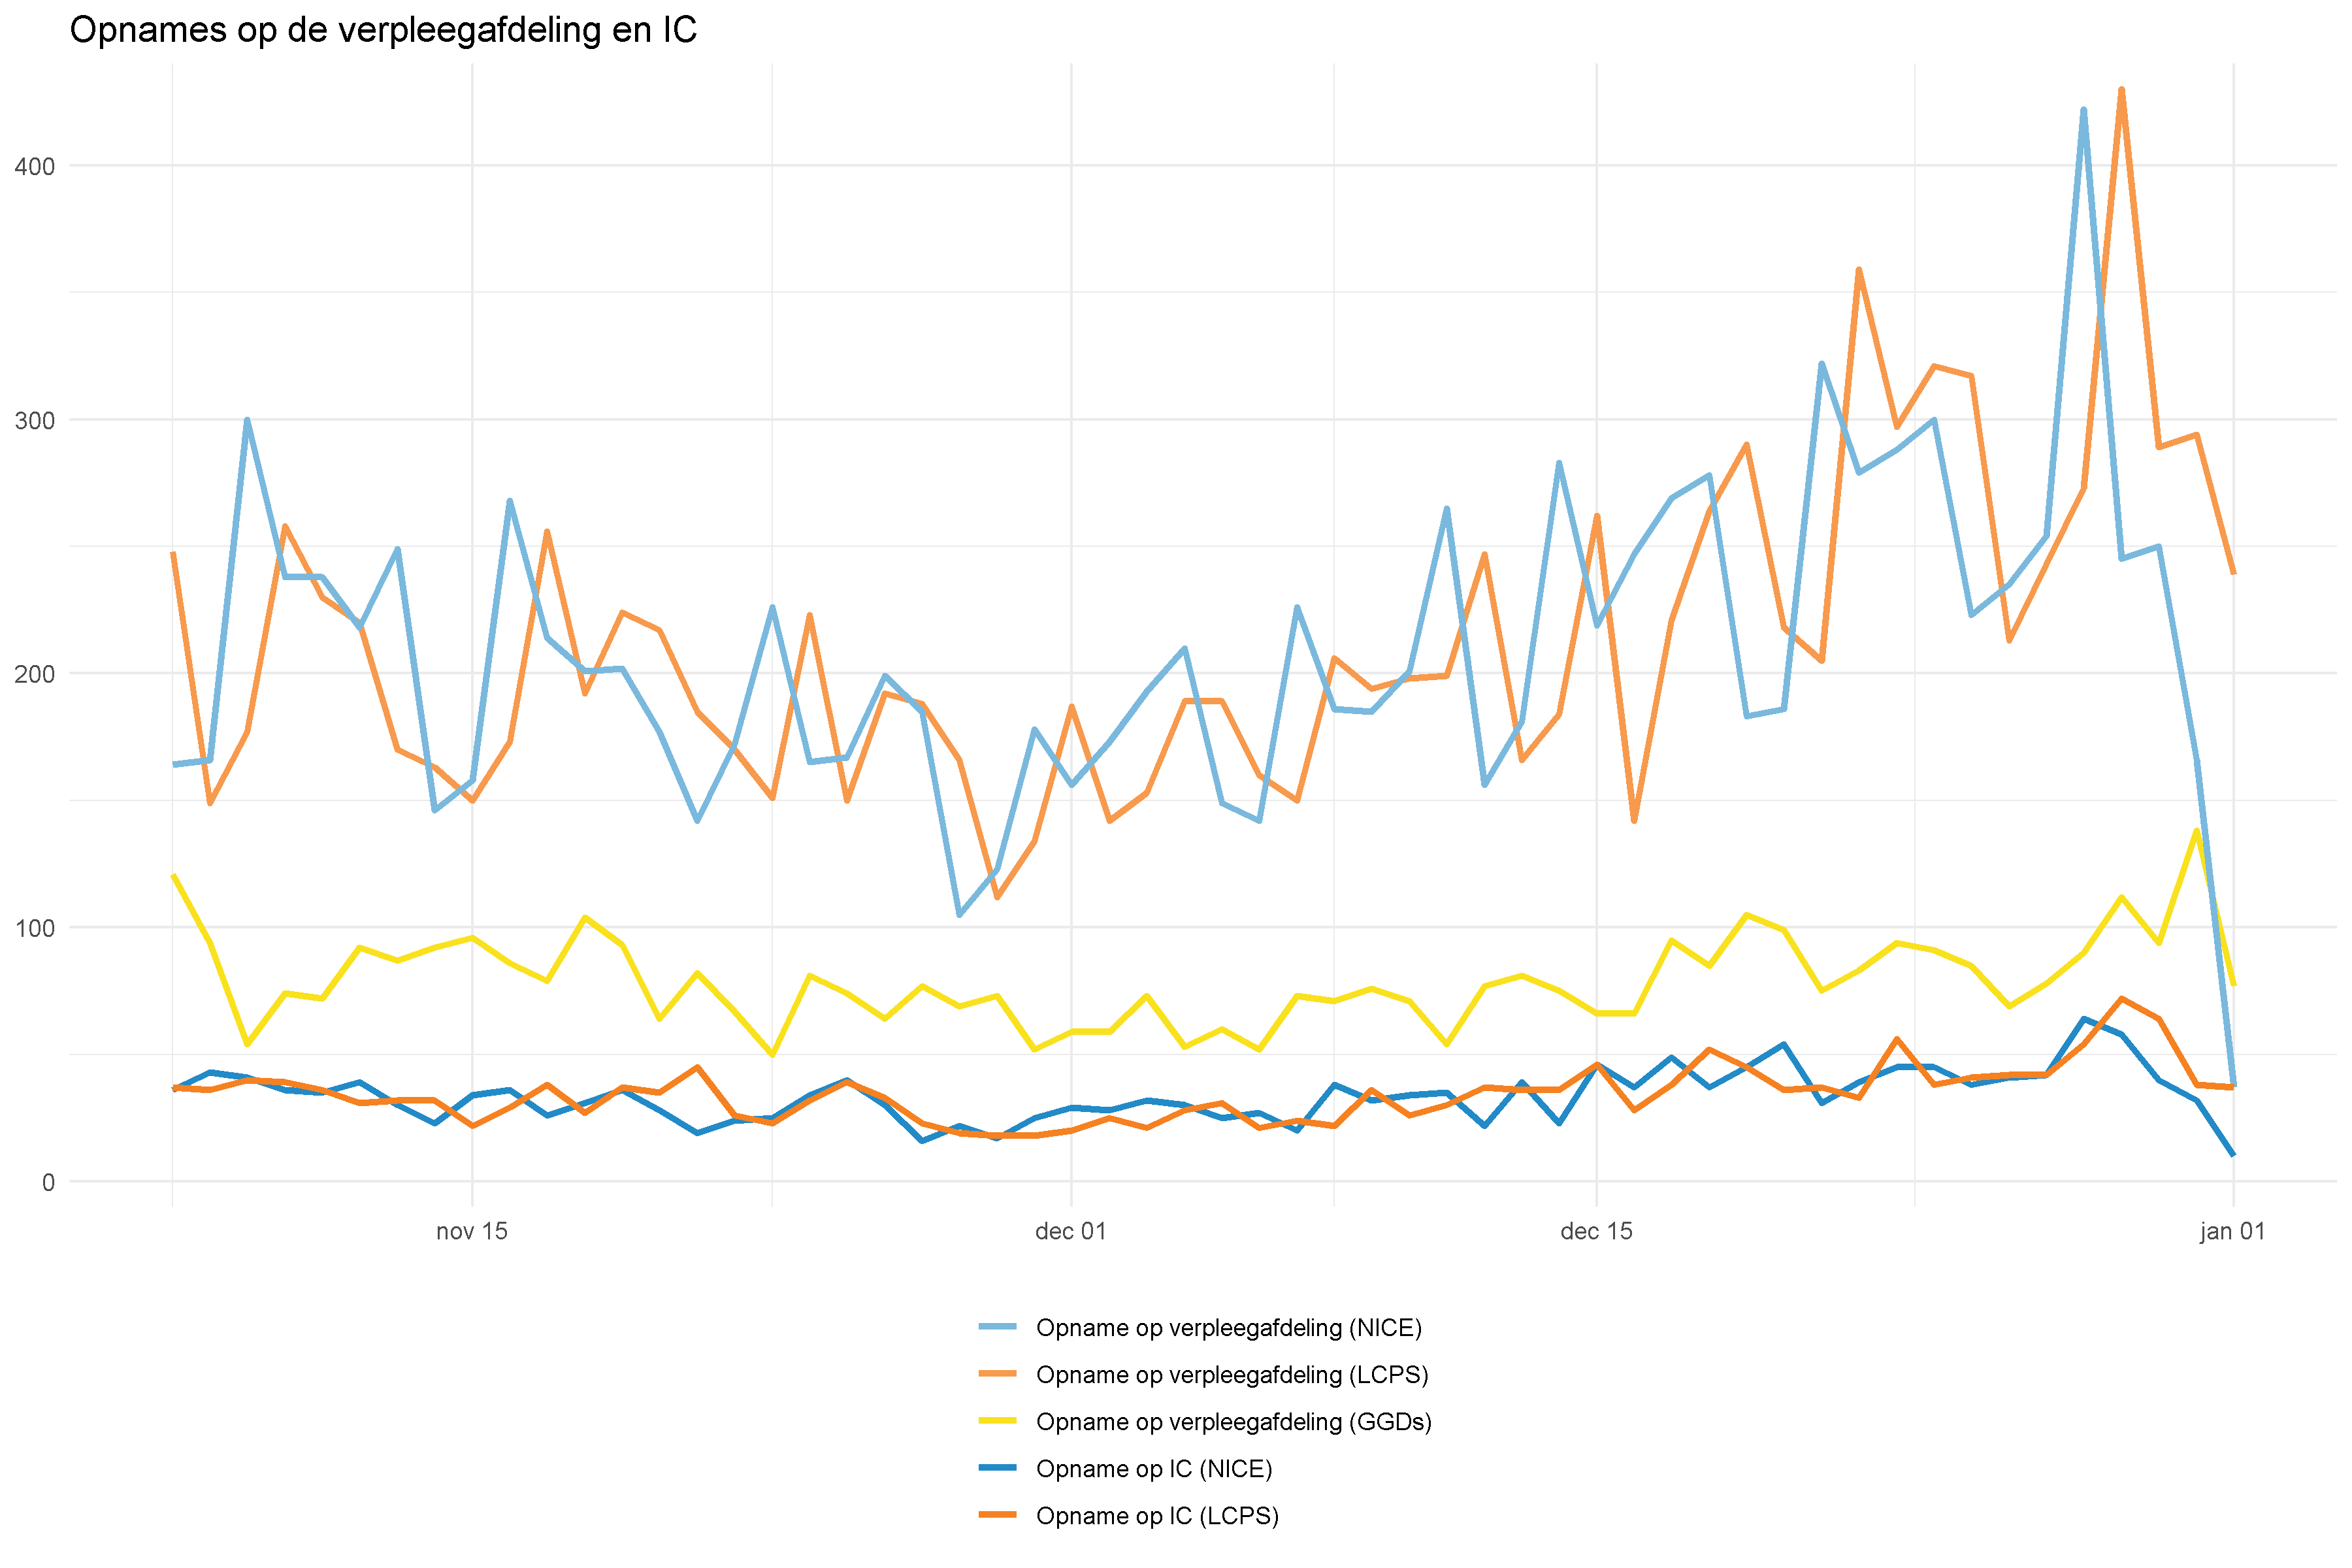 Opnames op de verpleegafdeling en IC
400
300
200
100
0
nov 15
dec 01
dec 15
jan 01
Opname op verpleegafdeling (NICE)
Opname op verpleegafdeling (LCPS)
Opname op verpleegafdeling (GGDs)
Opname op IC (NICE)
Opname op IC (LCPS)